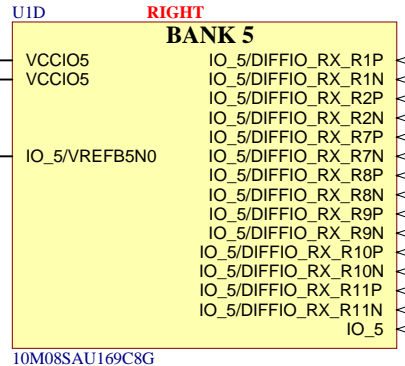 U1D RIGHT
BANK 5
VCCIO5 IO_5/DIFFIO_RX_R1P
VCCIO5 IO_5/DIFFIO_RX_R1N
IO_5/DIFFIO_RX_R2P
IO_5/DIFFIO_RX_R2N
IO_5/DIFFIO_RX_R7P
IO_5/VREFB5N0 IO_5/DIFFIO_RX_R7N
IO_5/DIFFIO_RX_R8P
IO_5/DIFFIO_RX_R8N
IO_5/DIFFIO_RX_R9P
IO_5/DIFFIO_RX_R9N
IO_5/DIFFIO_RX_R10P
IO_5/DIFFIO_RX_R10N
IO_5/DIFFIO_RX_R11P
IO_5/DIFFIO_RX_R11N
IO_5
10M08SAU169C8G